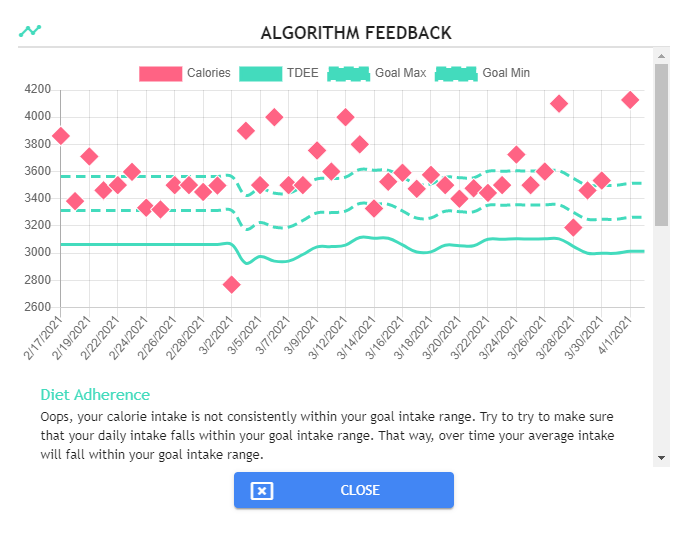 ALGORITHM FEEDBACK
Calories TDEE Goal Max Goal Min
4200
4000
3800
3600
3400
3200
3000
2800
2600
2/17/2021 2/19/2021 2/22/2021 2/24/2021 2/26/2021 2/28/2021 3/2/2021 3/5/2021 3/7/2021 3/9/2021 3/12/2021 3/14/2021 3/16/2021 3/18/2021 3/20/2021 3/22/2021 3/24/2021 3/26/2021 3/28/2021 3/30/2021 4/1/2021
Diet Adherence
Oops, your calorie intake is not consistently within your goal intake range. Try to try to make sure
that your daily intake falls within your goal intake range. That way, over time your average intake
will fall within your goal intake range.
CLOSE